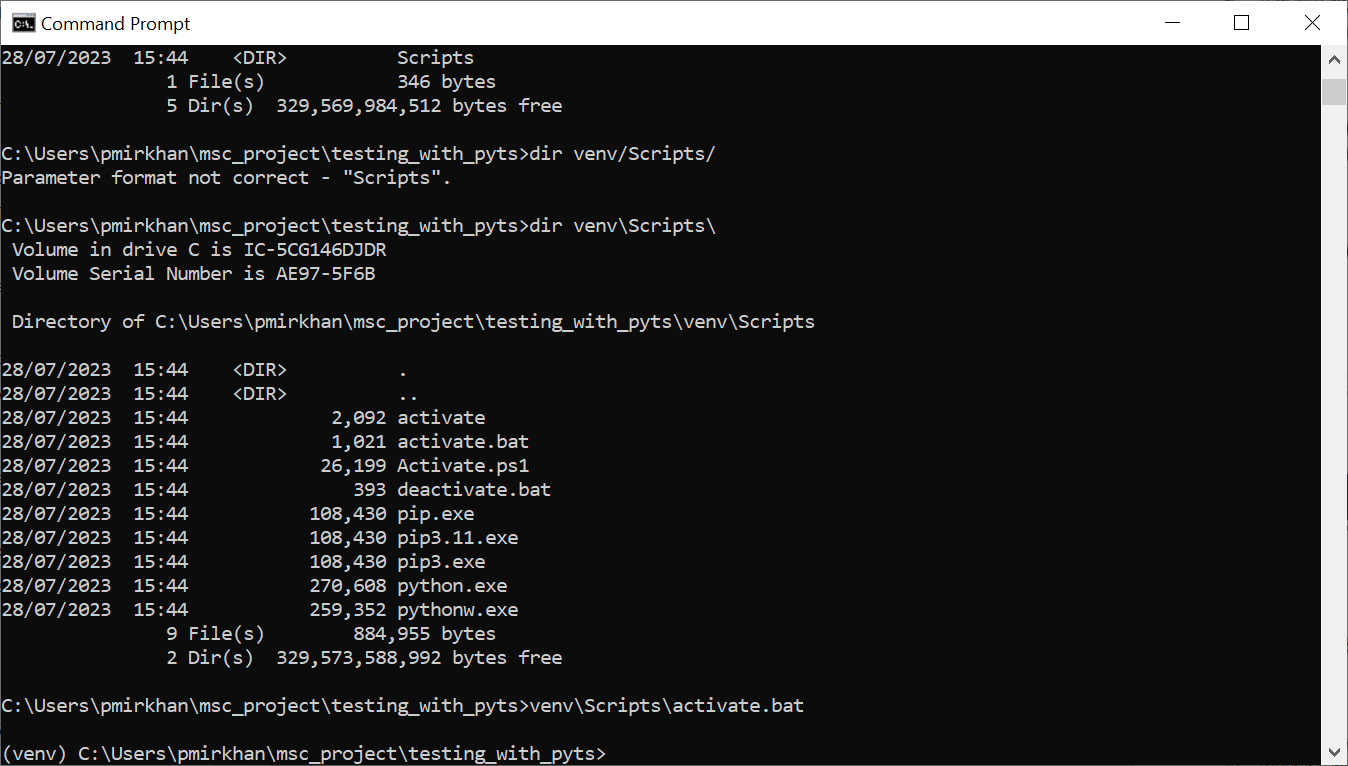 Command Prompt
28/07/2023  15:44    <DIR>          Scripts
               1 File(s)            346 bytes
               5 Dir(s)  329,569,984,512 bytes free

C:\Users\pmirkhan\msc_project\testing_with_pyts>dir venv/Scripts/
Parameter format not correct - "Scripts".

C:\Users\pmirkhan\msc_project\testing_with_pyts>dir venv\Scripts\
 Volume in drive C is IC-5CG146DJDR
 Volume Serial Number is AE97-5F6B

 Directory of C:\Users\pmirkhan\msc_project\testing_with_pyts\venv\Scripts

28/07/2023  15:44    <DIR>          .
28/07/2023  15:44    <DIR>          ..
28/07/2023  15:44             2,092 activate
28/07/2023  15:44             1,021 activate.bat
28/07/2023  15:44            26,199 Activate.ps1
28/07/2023  15:44               393 deactivate.bat
28/07/2023  15:44           108,430 pip.exe
28/07/2023  15:44           108,430 pip3.11.exe
28/07/2023  15:44           108,430 pip3.exe
28/07/2023  15:44           270,608 python.exe
28/07/2023  15:44           259,352 pythonw.exe
               9 File(s)        884,955 bytes
               2 Dir(s)  329,573,588,992 bytes free

C:\Users\pmirkhan\msc_project\testing_with_pyts>venv\Scripts\activate.bat

(venv) C:\Users\pmirkhan\msc_project\testing_with_pyts>